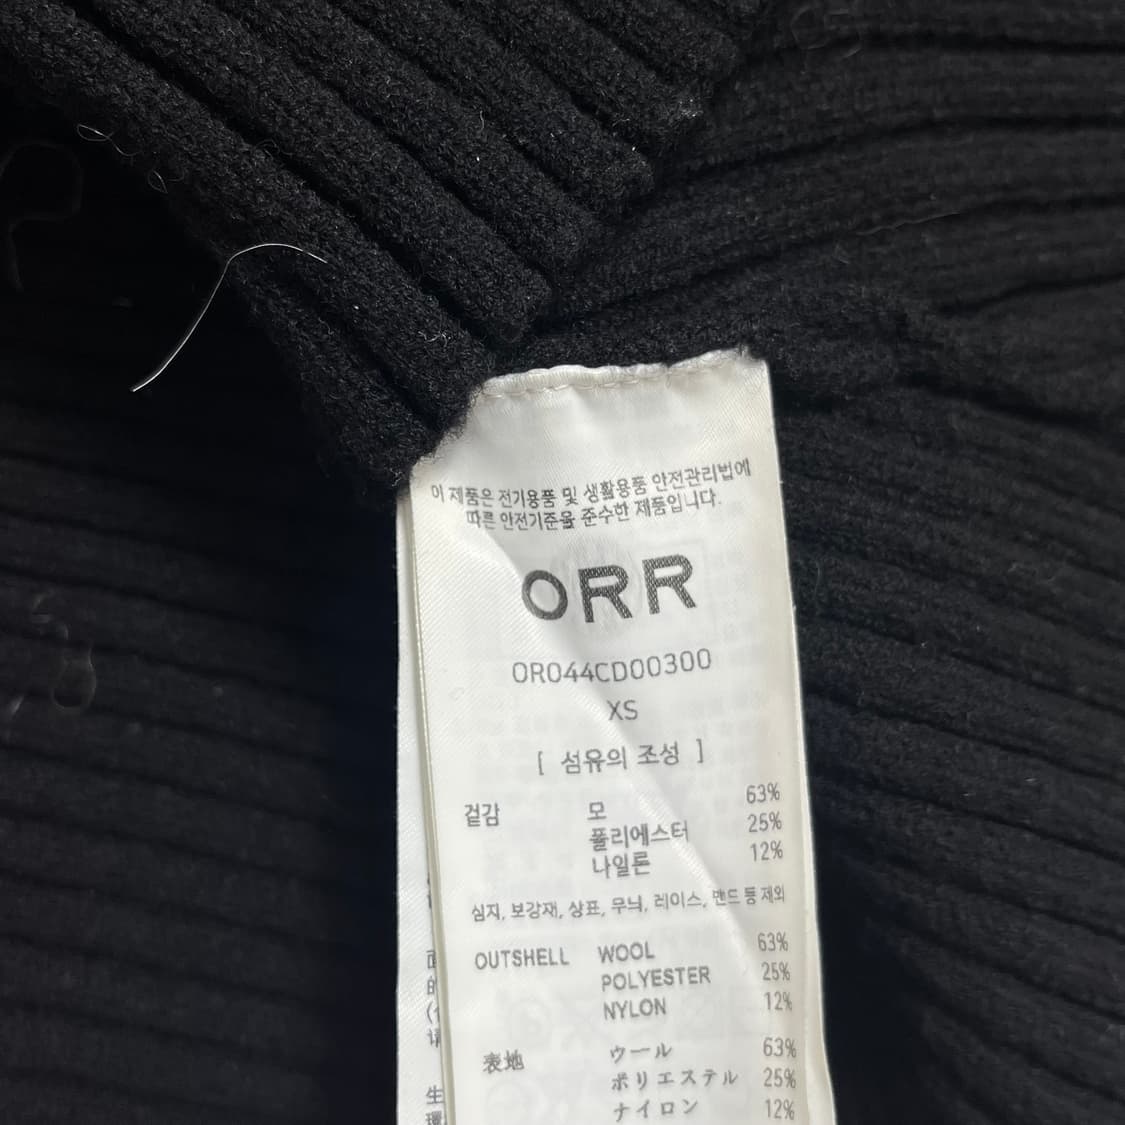 이 제품은 전기용품 및 생활용품 안전관리법에
따른 안전기준을 준수한 제품입니다.
ORR
OR044CD00300
XS
[ 섬유의 조성 ]
겉감 모 63%
폴리에스터 25%
나일론 12%
심지, 보강재, 상표, 무늬, 레이스, 밴드 등 제외
OUTSHELL WOOL 63%
POLYESTER 25%
NYLON 12%
表地 ウール 63%
ポリエステル 25%
ナイロン 12%
的
生